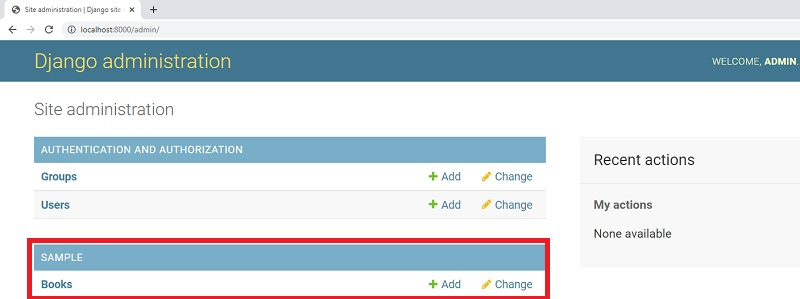 Site administration | Django site
localhost:8000/admin/
Django administration
WELCOME, ADMIN.
Site administration
AUTHENTICATION AND AUTHORIZATION
Groups Add Change
Users Add Change
SAMPLE
Books Add Change
Recent actions
My actions
None available